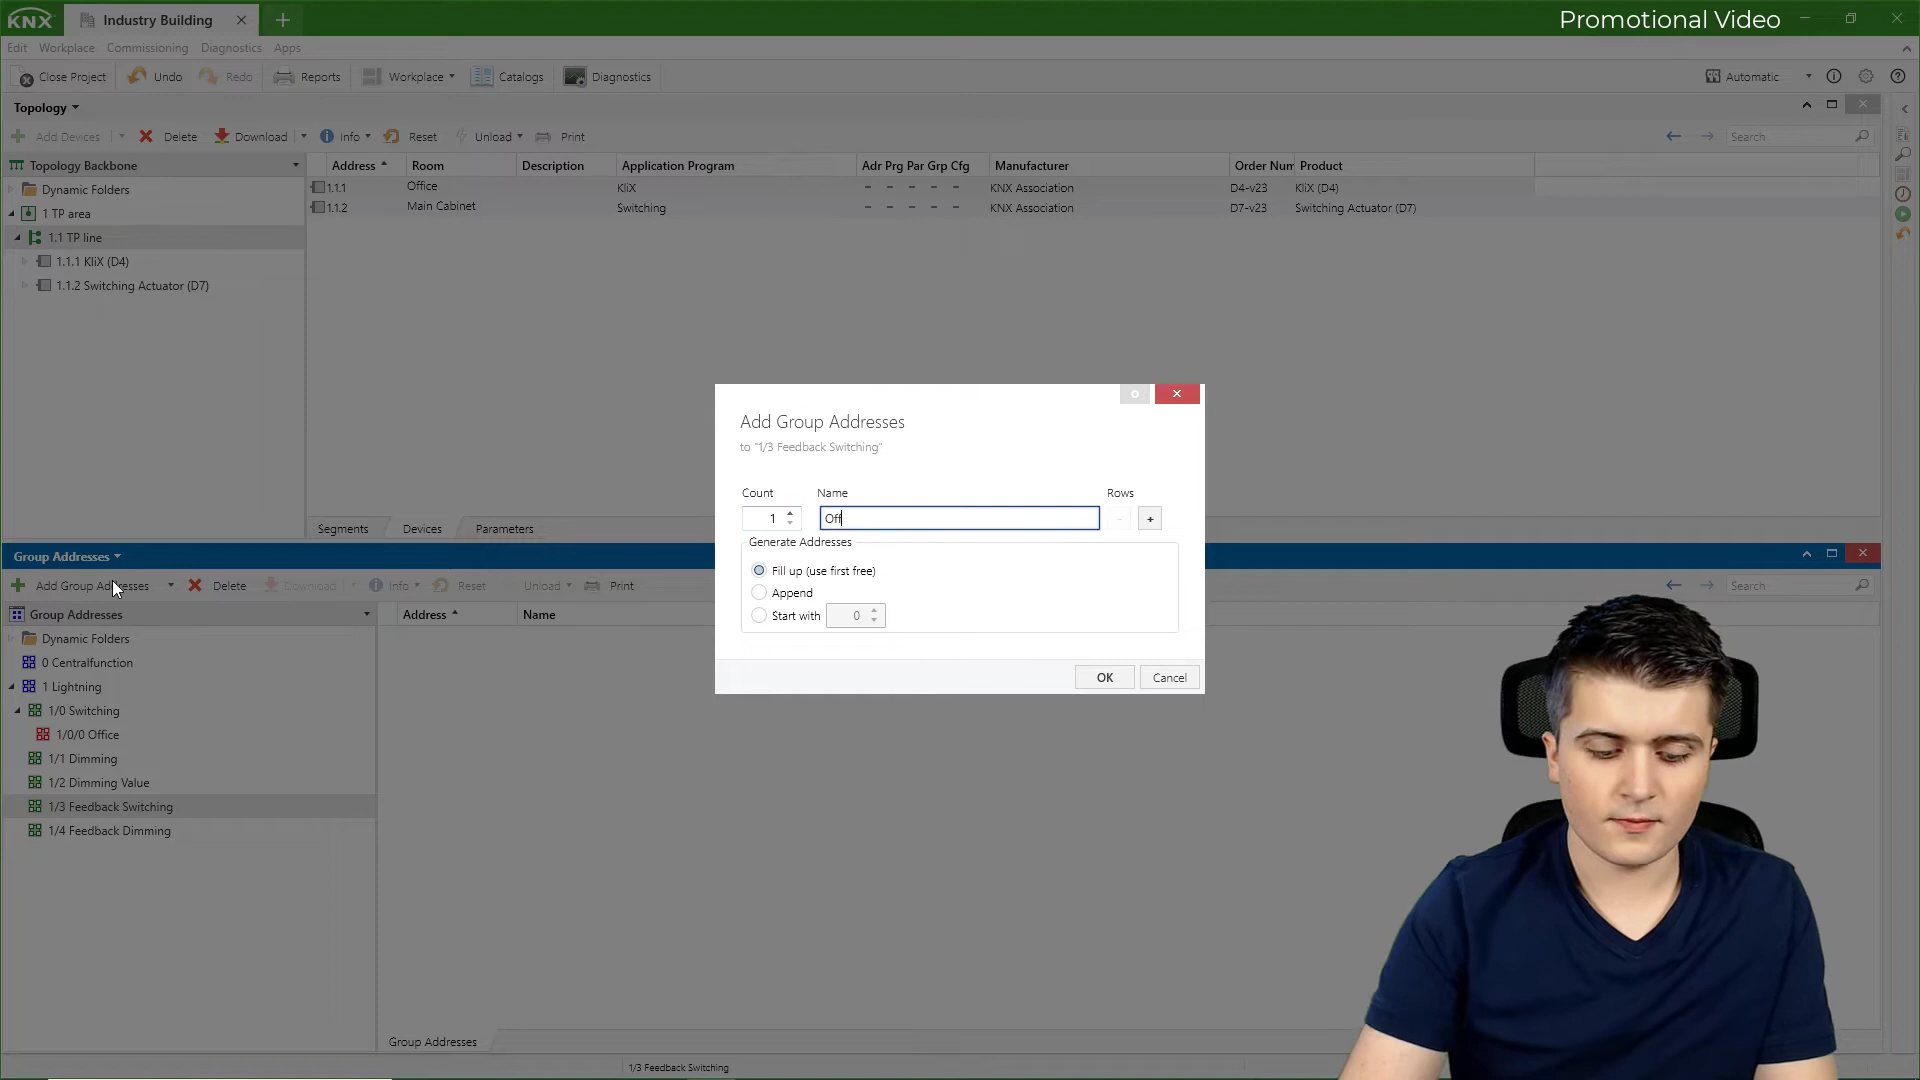 KNX
Industry Building
Promotional Video
Edit Workplace Commissioning Diagnostics Apps
Close Project Undo Redo Reports Workplace Catalogs Diagnostics Automatic
Topology
Add Devices Delete Download Info Reset Unload Print Search
Topology Backbone
Address Room Description Application Program Adr Prg Par Grp Cfg Manufacturer Order Num Product
Dynamic Folders
1.1.1 Office KliX - - - - - KNX Association D4-v23 KliX (D4)
1.1.2 Main Cabinet Switching - - - - - KNX Association D7-v23 Switching Actuator (D7)
1 TP area
1.1 TP line
1.1.1 KliX (D4)
1.1.2 Switching Actuator (D7)
Segments Devices Parameters
Add Group Addresses
to "1/3 Feedback Switching"
Count Name Rows
1 Off - +
Generate Addresses
Fill up (use first free)
Append
Start with 0
OK Cancel
Group Addresses
Add Group Addresses Delete Download Info Reset Unload Print Search
Group Addresses
Address Name
Dynamic Folders
0 Centralfunction
1 Lightning
1/0 Switching
1/0/0 Office
1/1 Dimming
1/2 Dimming Value
1/3 Feedback Switching
1/4 Feedback Dimming
Group Addresses
1/3 Feedback Switching